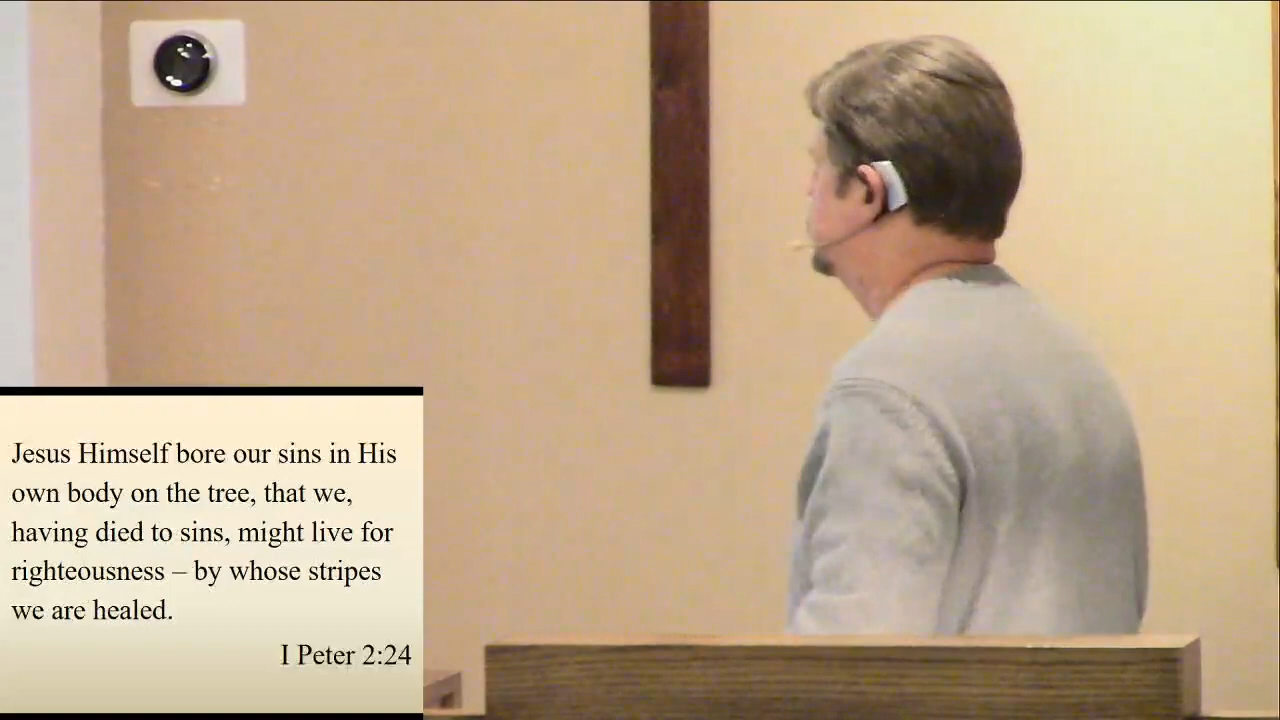 Jesus Himself bore our sins in His
own body on the tree, that we,
having died to sins, might live for
righteousness – by whose stripes
we are healed.
I Peter 2:24